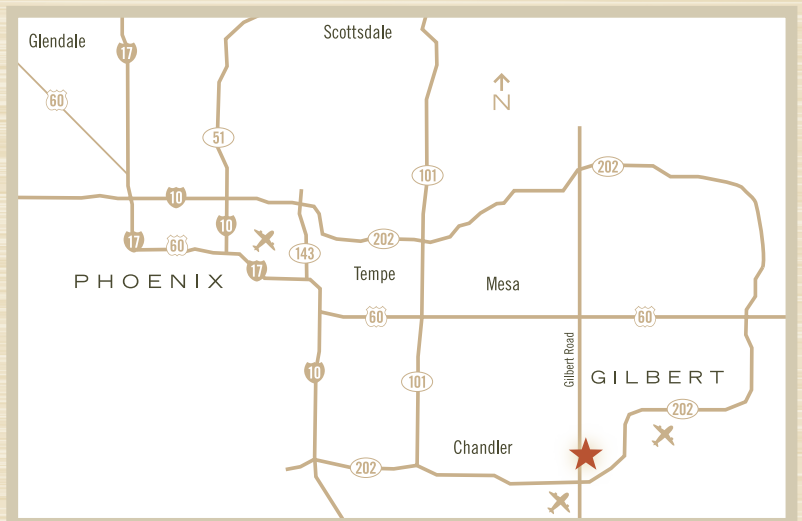 Glendale
Scottsdale
17
60
N
51
101
202
10
10
17
60
202
143
17
PHOENIX
Tempe
Mesa
60
60
Gilbert Road
10
101
GILBERT
202
Chandler
202